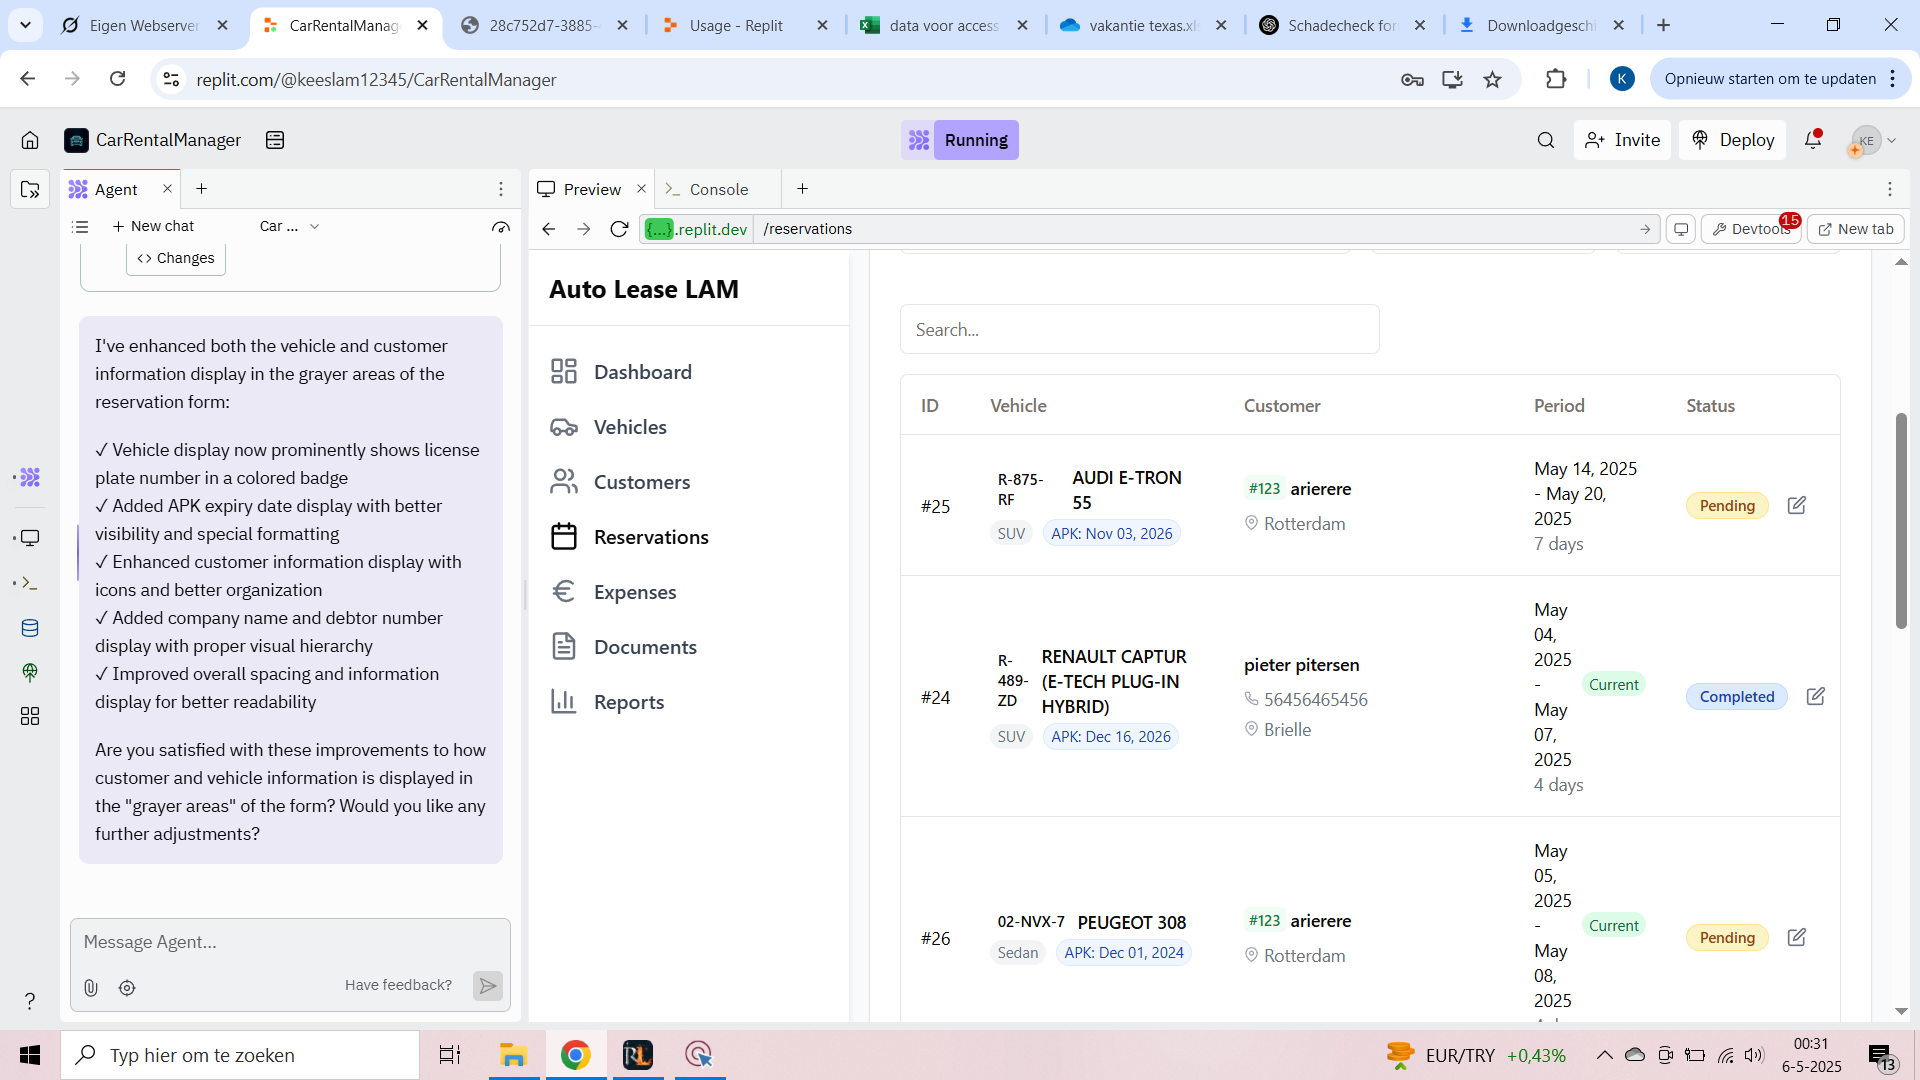 Eigen Webserver
CarRentalManag
28c752d7-3885-
Usage - Replit
data voor access
vakantie texas.xls
Schadecheck for
Downloadgeschi
replit.com/@keeslam12345/CarRentalManager
K
Opnieuw starten om te updaten
CarRentalManager
Running
Invite
Deploy
KE
Agent
Preview
Console
New chat
Car ...
{...}.replit.dev
/reservations
Devtools
15
New tab
Changes
I've enhanced both the vehicle and customer
information display in the grayer areas of the
reservation form:
✓ Vehicle display now prominently shows license
plate number in a colored badge
✓ Added APK expiry date display with better
visibility and special formatting
✓ Enhanced customer information display with
icons and better organization
✓ Added company name and debtor number
display with proper visual hierarchy
✓ Improved overall spacing and information
display for better readability
Are you satisfied with these improvements to how
customer and vehicle information is displayed in
the "grayer areas" of the form? Would you like any
further adjustments?
Message Agent...
Have feedback?
?
Auto Lease LAM
Dashboard
Vehicles
Customers
Reservations
Expenses
Documents
Reports
Search...
ID Vehicle Customer Period Status
#25
R-875-
RF
AUDI E-TRON
55
SUV
APK: Nov 03, 2026
#123 arierere
Rotterdam
May 14, 2025
- May 20,
2025
7 days
Pending
#24
R-
489-
ZD
RENAULT CAPTUR
(E-TECH PLUG-IN
HYBRID)
SUV
APK: Dec 16, 2026
pieter pitersen
56456465456
Brielle
May
04,
2025
-
May
07,
2025
4 days
Current
Completed
#26
02-NVX-7
PEUGEOT 308
Sedan
APK: Dec 01, 2024
#123 arierere
Rotterdam
May
05,
2025
-
May
08,
2025
Current
Pending
Typ hier om te zoeken
RL
EUR/TRY +0,43%
00:31
6-5-2025
13